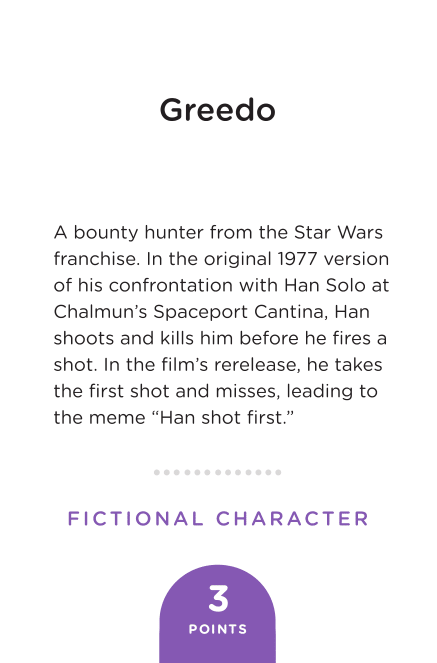 Greedo
A bounty hunter from the Star Wars
franchise. In the original 1977 version
of his confrontation with Han Solo at
Chalmun’s Spaceport Cantina, Han
shoots and kills him before he fires a
shot. In the film’s rerelease, he takes
the first shot and misses, leading to
the meme “Han shot first.”
FICTIONAL CHARACTER
3
POINTS